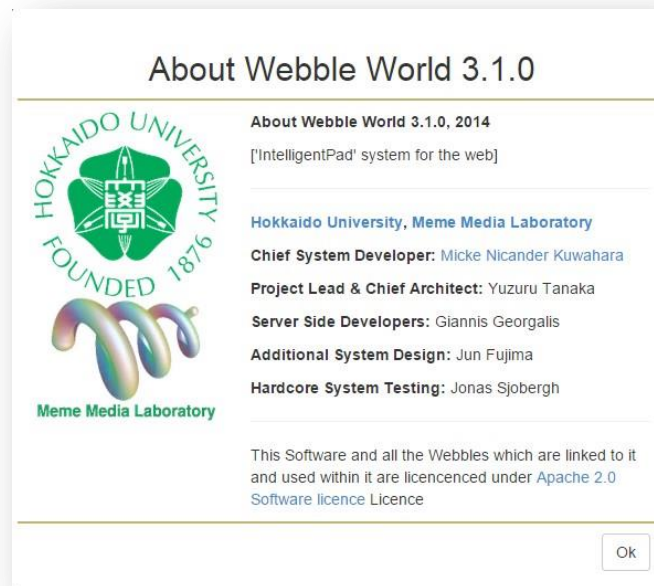 About Webble World 3.1.0
HOKKAIDO UNIVERSITY
FOUNDED 1876
大學
Meme Media Laboratory
About Webble World 3.1.0, 2014
['IntelligentPad' system for the web]
Hokkaido University, Meme Media Laboratory
Chief System Developer: Micke Nicander Kuwahara
Project Lead & Chief Architect: Yuzuru Tanaka
Server Side Developers: Giannis Georgalis
Additional System Design: Jun Fujima
Hardcore System Testing: Jonas Sjobergh
This Software and all the Webbles which are linked to it
and used within it are licencenced under Apache 2.0
Software licence Licence
Ok